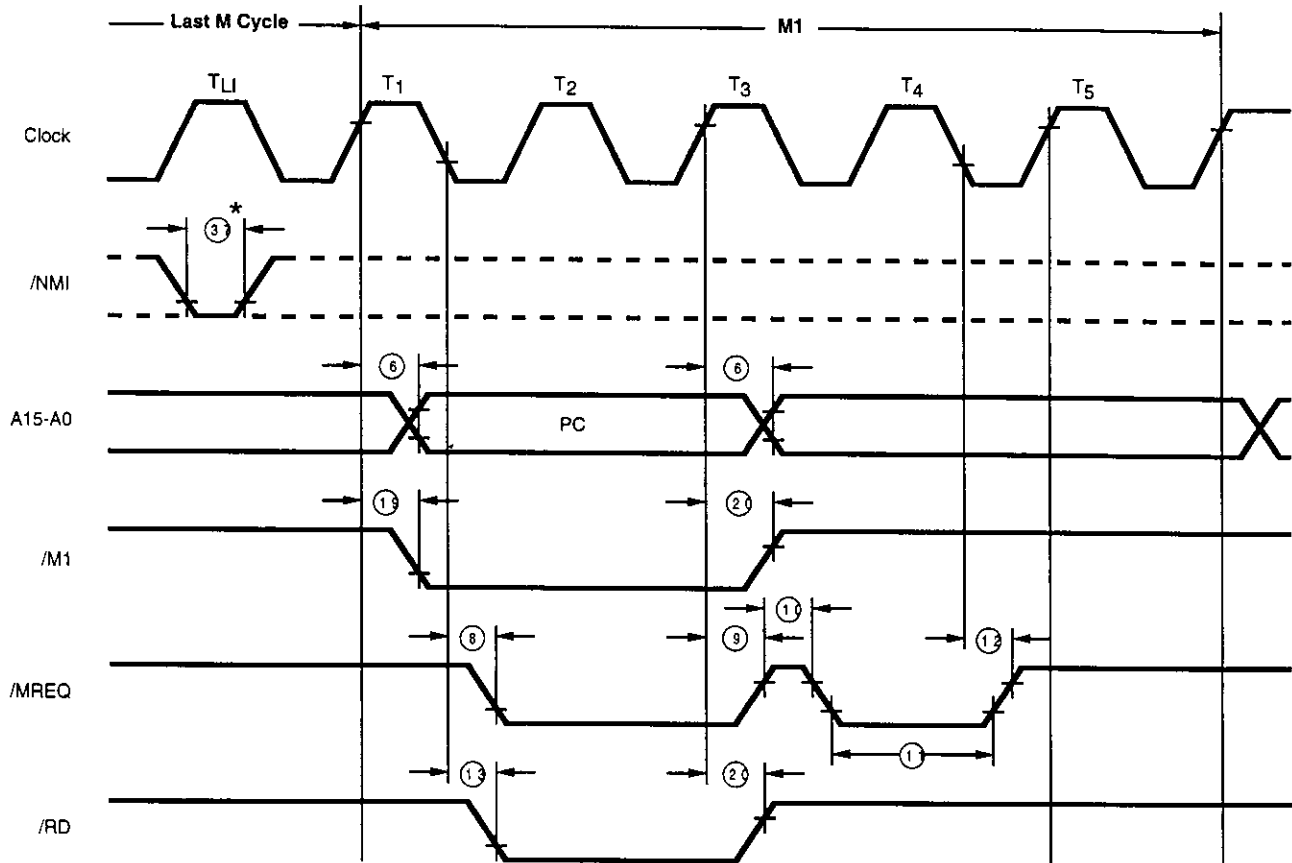 Last M Cycle
M1
TLI
T1
T2
T3
T4
T5
Clock
37*
/NMI
6
6
A15-A0
PC
19
20
/M1
10
8
9
12
/MREQ
11
13
20
/RD